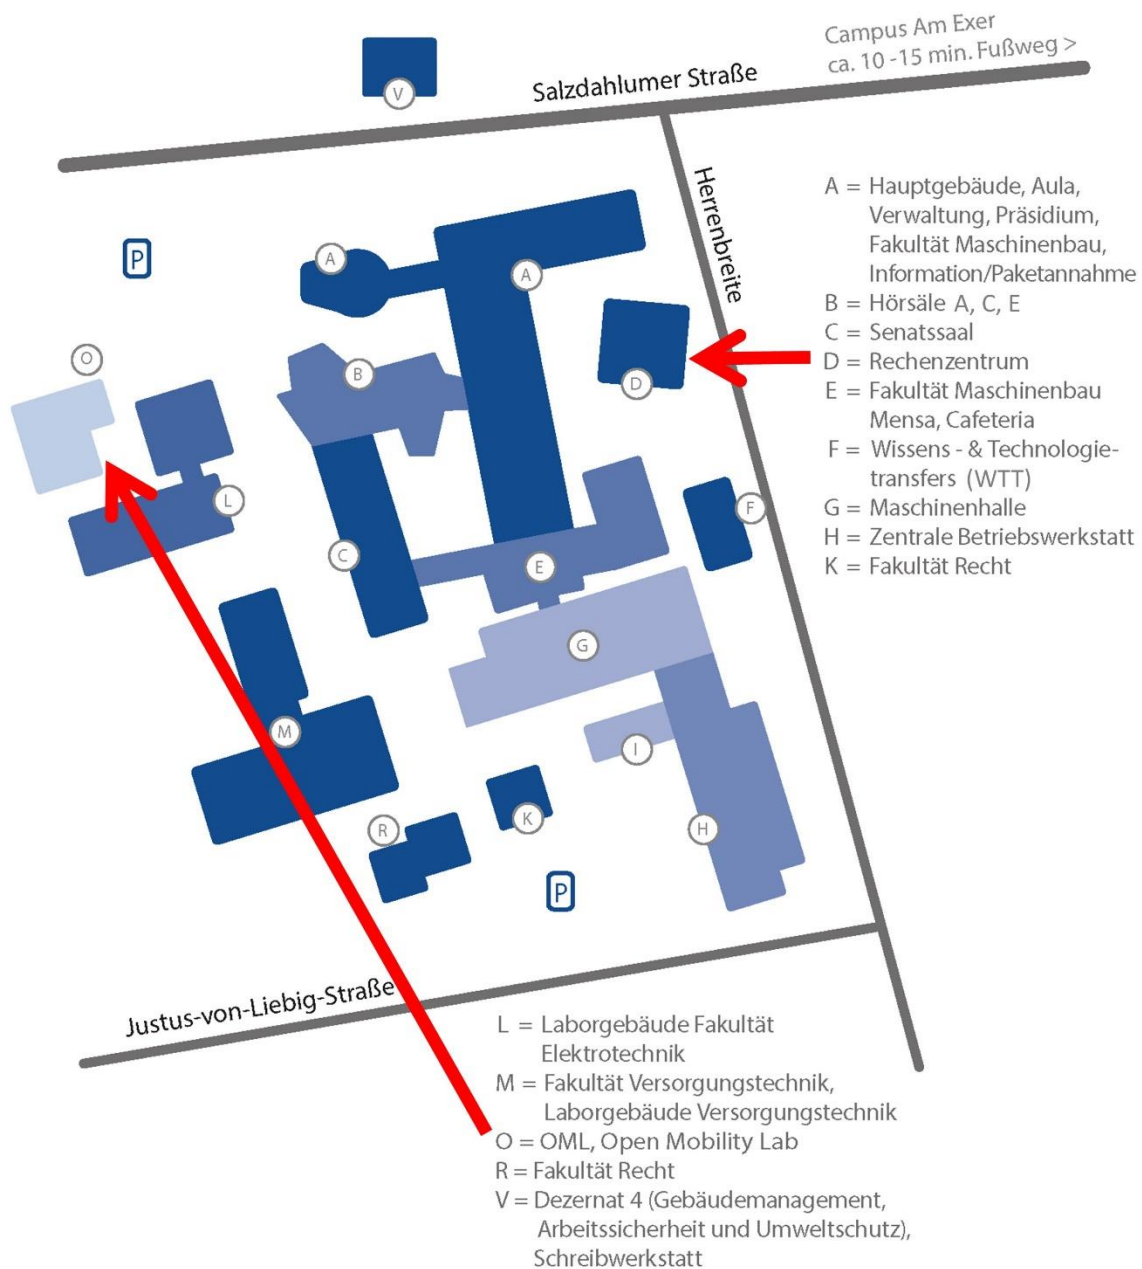 Campus Am Exer
ca. 10 -15 min. Fußweg >
Salzdahlumer Straße
V
Herrenbreite
A = Hauptgebäude, Aula,
Verwaltung, Präsidium,
Fakultät Maschinenbau,
Information/Paketannahme
B = Hörsäle A, C, E
C = Senatssaal
D = Rechenzentrum
E = Fakultät Maschinenbau
Mensa, Cafeteria
F = Wissens - & Technologie-
transfers (WTT)
G = Maschinenhalle
H = Zentrale Betriebswerkstatt
K = Fakultät Recht
P
A
A
O
B
D
L
F
C
E
G
M
I
K
R
H
P
Justus-von-Liebig-Straße
L = Laborgebäude Fakultät
Elektrotechnik
M = Fakultät Versorgungstechnik,
Laborgebäude Versorgungstechnik
O = OML, Open Mobility Lab
R = Fakultät Recht
V = Dezernat 4 (Gebäudemanagement,
Arbeitssicherheit und Umweltschutz),
Schreibwerkstatt